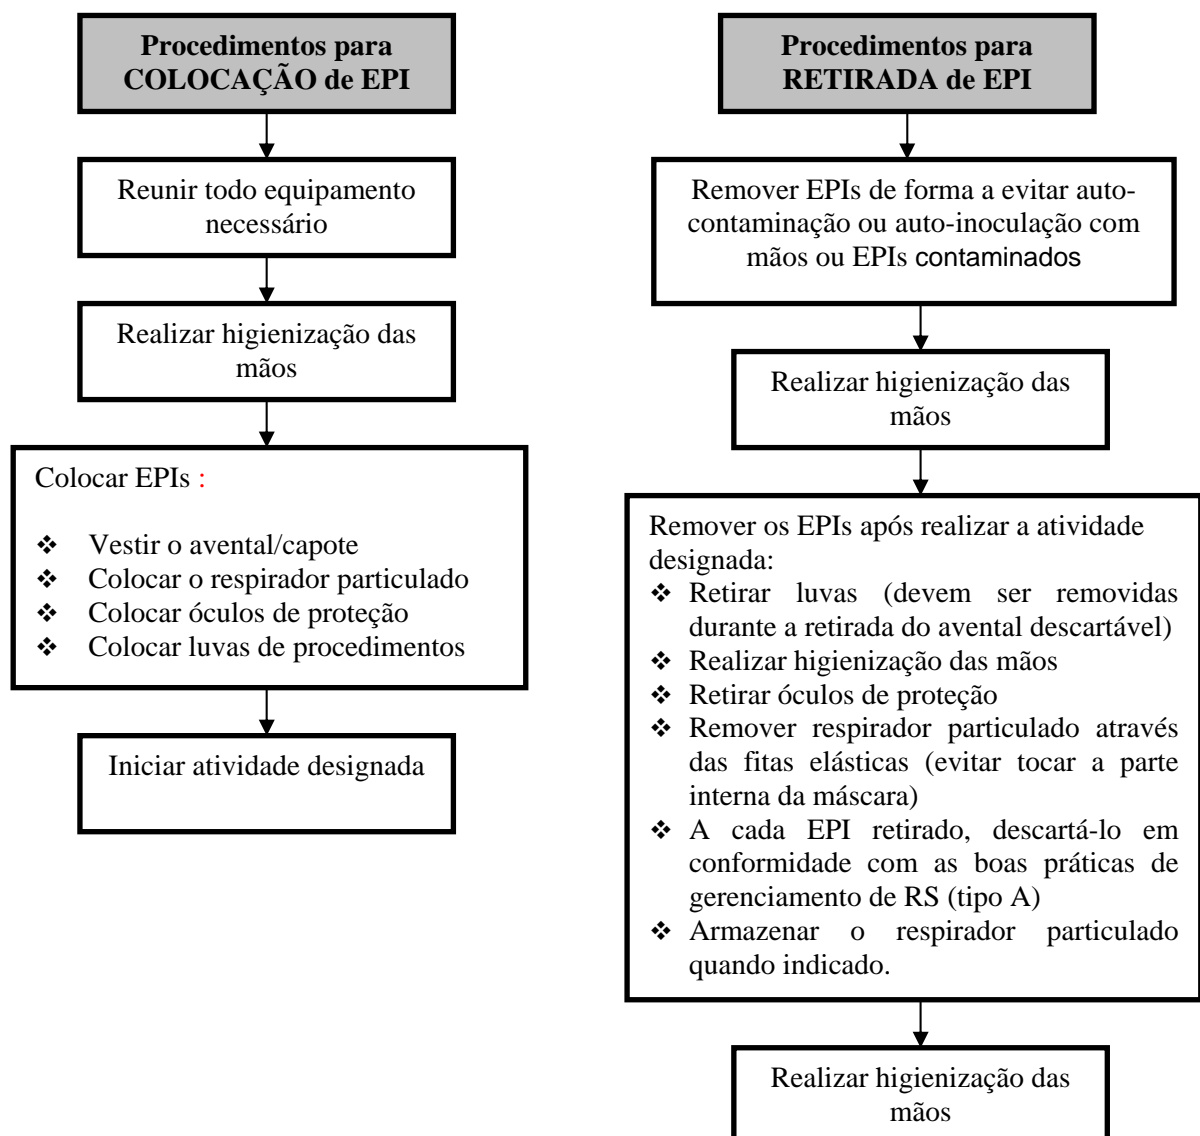 Procedimentos para
COLOCAÇÃO de EPI
Reunir todo equipamento
necessário
Realizar higienização das
mãos
Colocar EPIs :
❖ Vestir o avental/capote
❖ Colocar o respirador particulado
❖ Colocar óculos de proteção
❖ Colocar luvas de procedimentos
Iniciar atividade designada
Procedimentos para
RETIRADA de EPI
Remover EPIs de forma a evitar auto-
contaminação ou auto-inoculação com
mãos ou EPIs contaminados
Realizar higienização das
mãos
Remover os EPIs após realizar a atividade
designada:
❖ Retirar luvas (devem ser removidas
durante a retirada do avental descartável)
❖ Realizar higienização das mãos
❖ Retirar óculos de proteção
❖ Remover respirador particulado através
das fitas elásticas (evitar tocar a parte
interna da máscara)
❖ A cada EPI retirado, descartá-lo em
conformidade com as boas práticas de
gerenciamento de RS (tipo A)
❖ Armazenar o respirador particulado
quando indicado.
Realizar higienização das
mãos